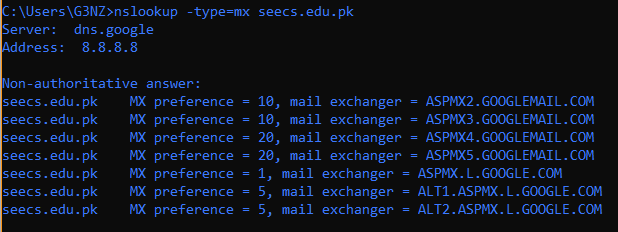 C:\Users\G3NZ>nslookup -type=mx seecs.edu.pk
Server:  dns.google
Address:  8.8.8.8

Non-authoritative answer:
seecs.edu.pk    MX preference = 10, mail exchanger = ASPMX2.GOOGLEMAIL.COM
seecs.edu.pk    MX preference = 10, mail exchanger = ASPMX3.GOOGLEMAIL.COM
seecs.edu.pk    MX preference = 20, mail exchanger = ASPMX4.GOOGLEMAIL.COM
seecs.edu.pk    MX preference = 20, mail exchanger = ASPMX5.GOOGLEMAIL.COM
seecs.edu.pk    MX preference = 1, mail exchanger = ASPMX.L.GOOGLE.COM
seecs.edu.pk    MX preference = 5, mail exchanger = ALT1.ASPMX.L.GOOGLE.COM
seecs.edu.pk    MX preference = 5, mail exchanger = ALT2.ASPMX.L.GOOGLE.COM